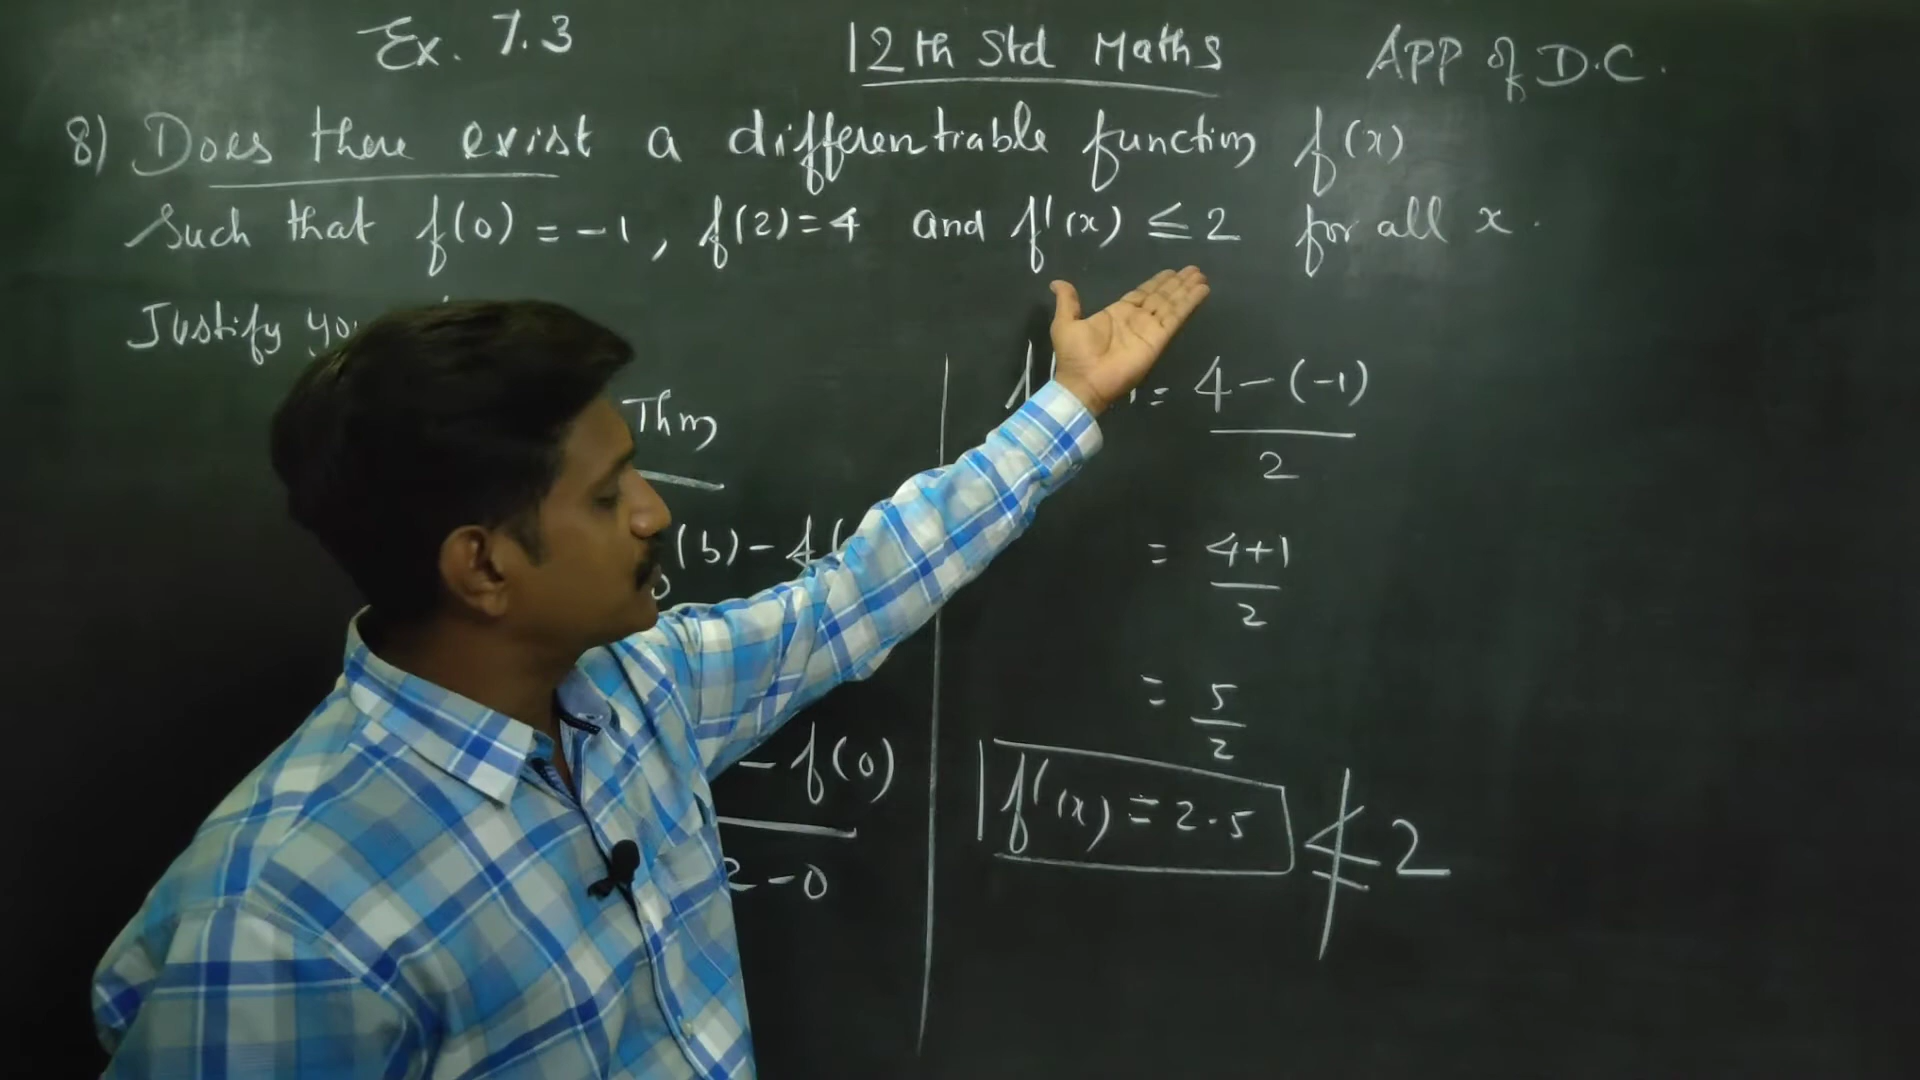 Ex. 7.3
12th Std Maths
APP of D.C.
8) Does there exist a differentiable function f(x)
Such that f(0) = -1, f(2) = 4 and f'(x) ≤ 2 for all x.
Justify
Thm
(b) - f(
- f(0)
2 - 0
= 4 - (-1)
2
= 4+1
2
= 5
2
f'(x) = 2.5 ≰ 2